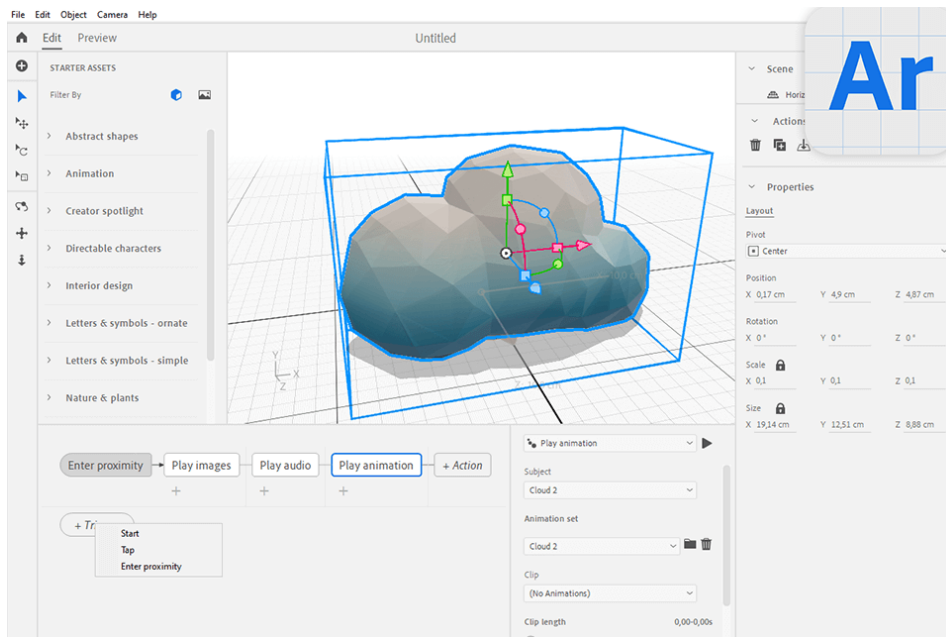 File Edit Object Camera Help
Edit Preview Untitled
Ar
STARTER ASSETS
Filter By
Abstract shapes
Animation
Creator spotlight
Directable characters
Interior design
Letters & symbols - ornate
Letters & symbols - simple
Nature & plants
Y
X
Z
Scene
Horiz
Actions
Properties
Layout
Pivot
Center
Position
X 0,17 cm Y 4,9 cm Z 4,87 cm
Rotation
X 0° Y 0° Z 0°
Scale
X 0,1 Y 0,1 Z 0,1
Size
X 19,14 cm Y 12,51 cm Z 8,88 cm
Enter proximity Play images Play audio Play animation + Action
+ + +
+ Tri
Start
Tap
Enter proximity
Play animation
Subject
Cloud 2
Animation set
Cloud 2
Clip
(No Animations)
Clip length 0,00-0,00s